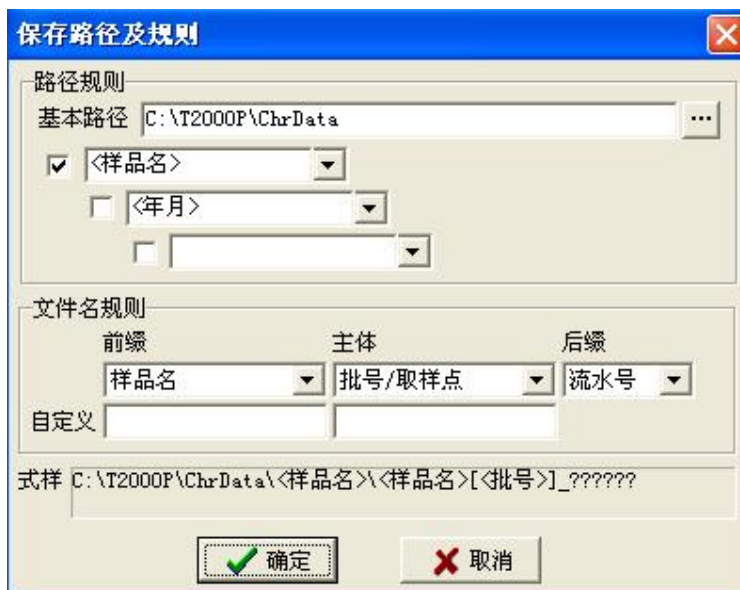 保存路径及规则
路径规则
基本路径 C:\T2000P\ChrData ...
<样品名>
<年月>
文件名规则
前缀 主体 后缀
样品名 批号/取样点 流水号
自定义
式样 C:\T2000P\ChrData\<样品名>\<样品名>[<批号>]_??????
确定 取消